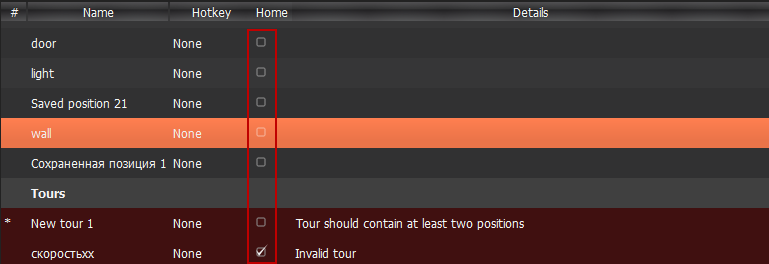 # Name Hotkey Home Details
door None
light None
Saved position 21 None
wall None
Сохраненная позиция 1 None
Tours
* New tour 1 None Tour should contain at least two positions
скоростьхх None Invalid tour